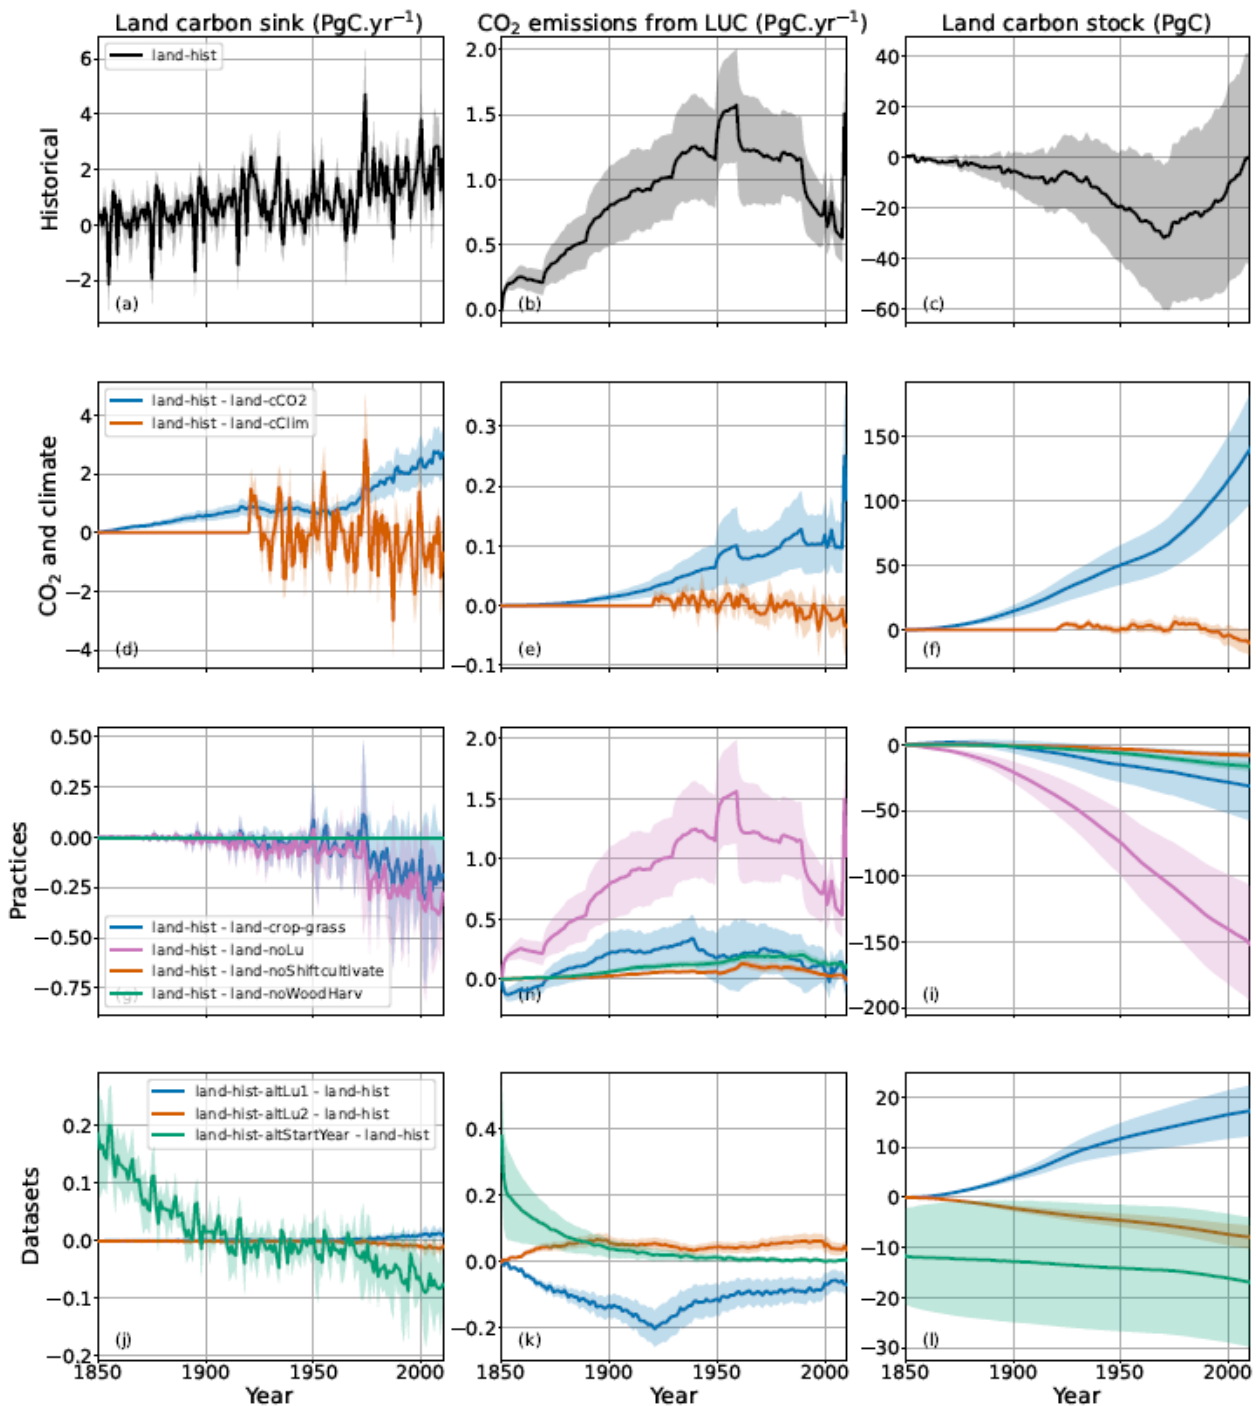 Land carbon sink (PgC.yr⁻¹)
CO₂ emissions from LUC (PgC.yr⁻¹)
Land carbon stock (PgC)
Historical
6
4
2
0
−2
land-hist
(a)
2.0
1.5
1.0
0.5
0.0
(b)
40
20
0
−20
−40
−60
(c)
CO₂ and climate
4
2
0
−2
−4
land-hist - land-cCO2
land-hist - land-cClim
(d)
0.3
0.2
0.1
0.0
−0.1
(e)
150
100
50
0
(f)
Practices
0.50
0.25
0.00
−0.25
−0.50
−0.75
land-hist - land-crop-grass
land-hist - land-noLu
land-hist - land-noShiftcultivate
land-hist - land-noWoodHarv
(g)
2.0
1.5
1.0
0.5
0.0
(h)
0
−50
−100
−150
−200
(i)
Datasets
0.2
0.1
0.0
−0.1
−0.2
land-hist-altLu1 - land-hist
land-hist-altLu2 - land-hist
land-hist-altStartYear - land-hist
(j)
1850
1900
1950
2000
Year
0.4
0.2
0.0
−0.2
(k)
1850
1900
1950
2000
Year
20
10
0
−10
−20
−30
(l)
1850
1900
1950
2000
Year